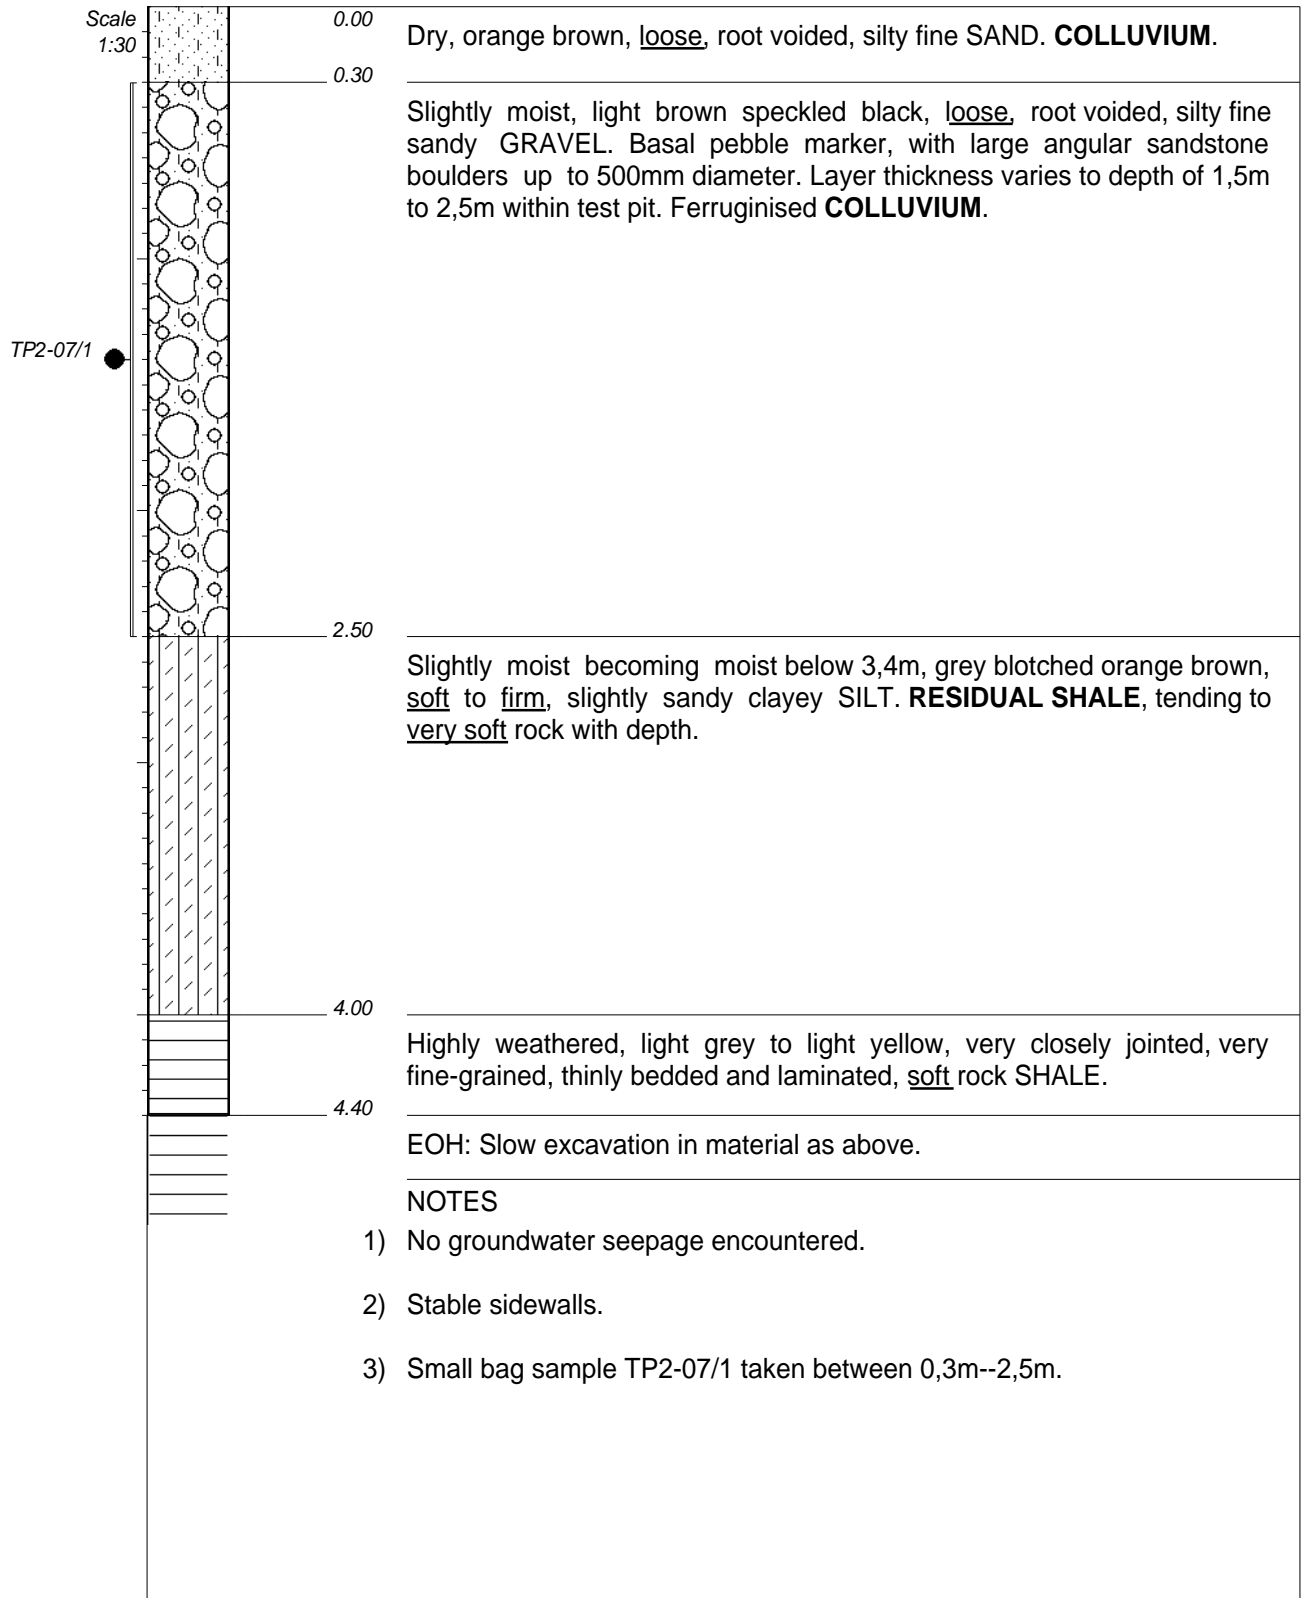 Scale
1:30
0.00
Dry, orange brown, loose, root voided, silty fine SAND. COLLUVIUM.
0.30
Slightly moist, light brown speckled black, loose, root voided, silty fine
sandy GRAVEL. Basal pebble marker, with large angular sandstone
boulders up to 500mm diameter. Layer thickness varies to depth of 1,5m
to 2,5m within test pit. Ferruginised COLLUVIUM.
TP2-07/1
2.50
Slightly moist becoming moist below 3,4m, grey blotched orange brown,
soft to firm, slightly sandy clayey SILT. RESIDUAL SHALE, tending to
very soft rock with depth.
4.00
Highly weathered, light grey to light yellow, very closely jointed, very
fine-grained, thinly bedded and laminated, soft rock SHALE.
4.40
EOH: Slow excavation in material as above.
NOTES
1) No groundwater seepage encountered.
2) Stable sidewalls.
3) Small bag sample TP2-07/1 taken between 0,3m--2,5m.